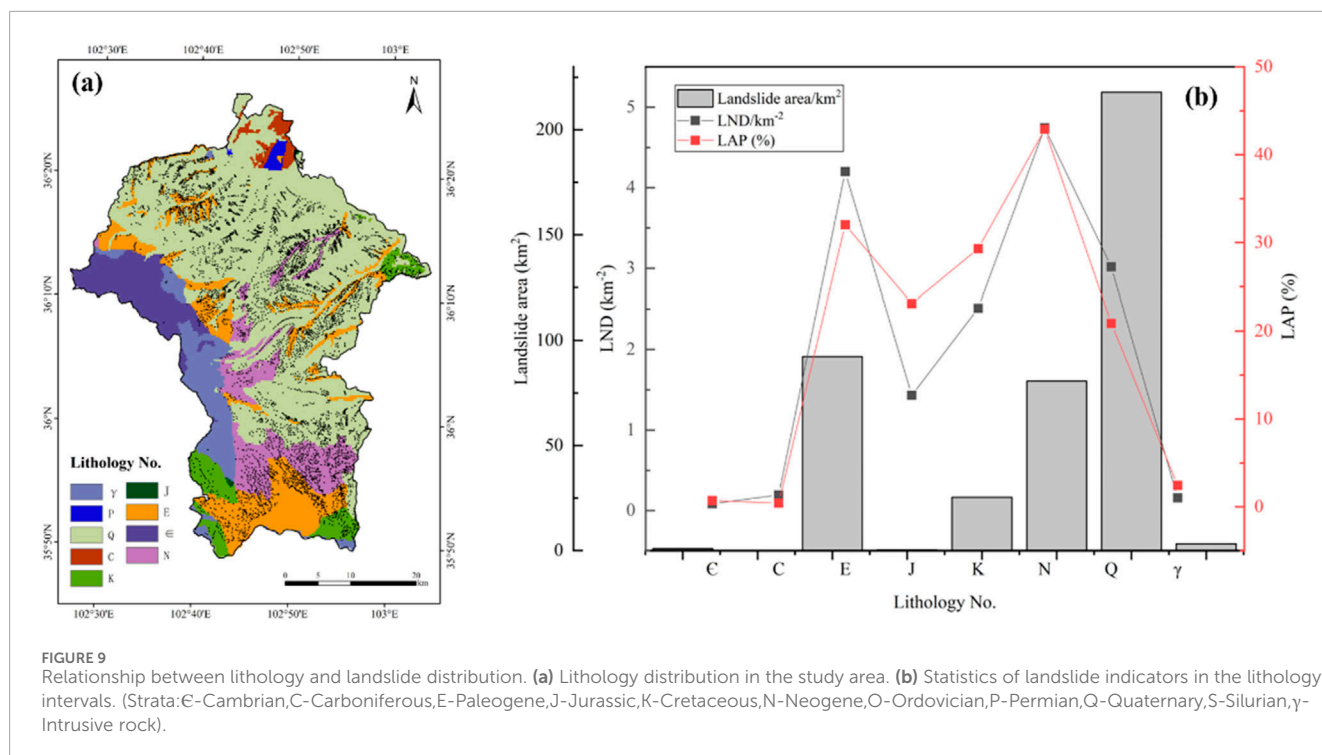 102°30'E 102°40'E 102°50'E 103°E
(a)
N
36°20'N
36°10'N
36°N
35°50'N
36°20'N
36°10'N
36°N
35°50'N
Lithology No.
γ J
P E
Q ∈
C N
K
0 5 10 20
km
102°30'E 102°40'E 102°50'E 103°E
(b)
Landslide area/km²
LND/km⁻²
LAP (%)
Landslide area (km²)
200
150
100
50
0
LND (km⁻²)
5
4
3
2
1
0
LAP (%)
50
40
30
20
10
0
Є C E J K N Q γ
Lithology No.
FIGURE 9
Relationship between lithology and landslide distribution. (a) Lithology distribution in the study area. (b) Statistics of landslide indicators in the lithology
intervals. (Strata:Є-Cambrian,C-Carboniferous,E-Paleogene,J-Jurassic,K-Cretaceous,N-Neogene,O-Ordovician,P-Permian,Q-Quaternary,S-Silurian,γ-
Intrusive rock).